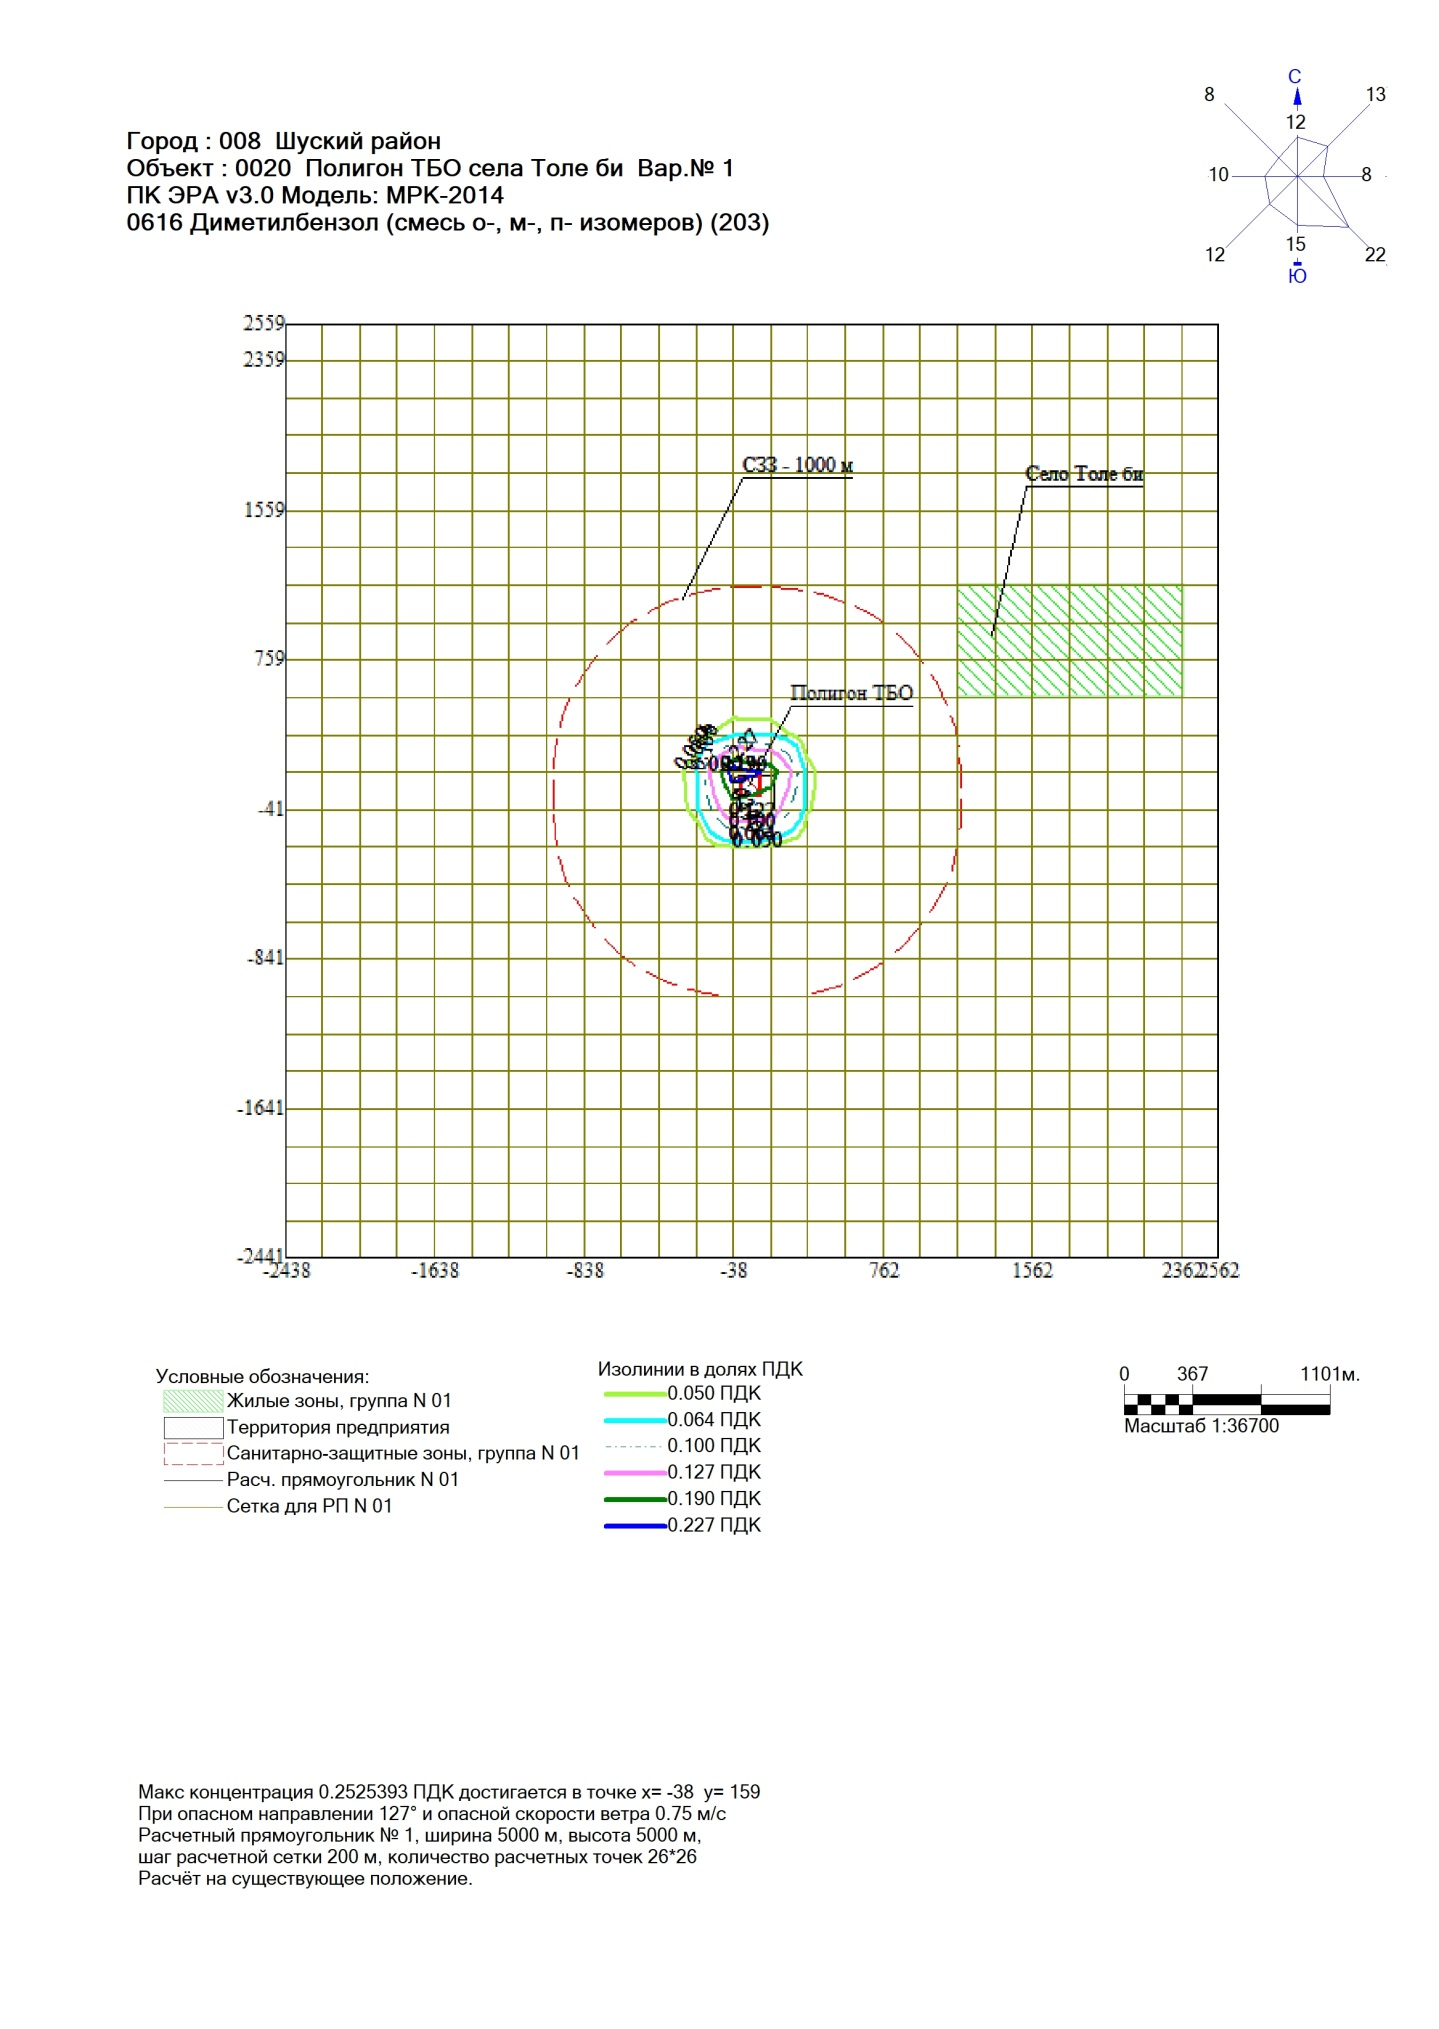 Город : 008 Шуский район
Объект : 0020 Полигон ТБО села Толе би Вар.№ 1
ПК ЭРА v3.0 Модель: МРК-2014
0616 Диметилбензол (смесь о-, м-, п- изомеров) (203)
С
8
13
12
10
8
12
15
22
Ю
2559
2359
1559
759
-41
-841
-1641
-2441
СЗЗ - 1000 м
Село Толе би
Полигон ТБО
0.050
-2438
-1638
-838
-38
762
1562
2362
2562
Условные обозначения:
Жилые зоны, группа N 01
Территория предприятия
Санитарно-защитные зоны, группа N 01
Расч. прямоугольник N 01
Сетка для РП N 01
Изолинии в долях ПДК
0.050 ПДК
0.064 ПДК
0.100 ПДК
0.127 ПДК
0.190 ПДК
0.227 ПДК
0 367 1101м.
Масштаб 1:36700
Макс концентрация 0.2525393 ПДК достигается в точке x= -38 y= 159
При опасном направлении 127° и опасной скорости ветра 0.75 м/с
Расчетный прямоугольник № 1, ширина 5000 м, высота 5000 м,
шаг расчетной сетки 200 м, количество расчетных точек 26*26
Расчёт на существующее положение.